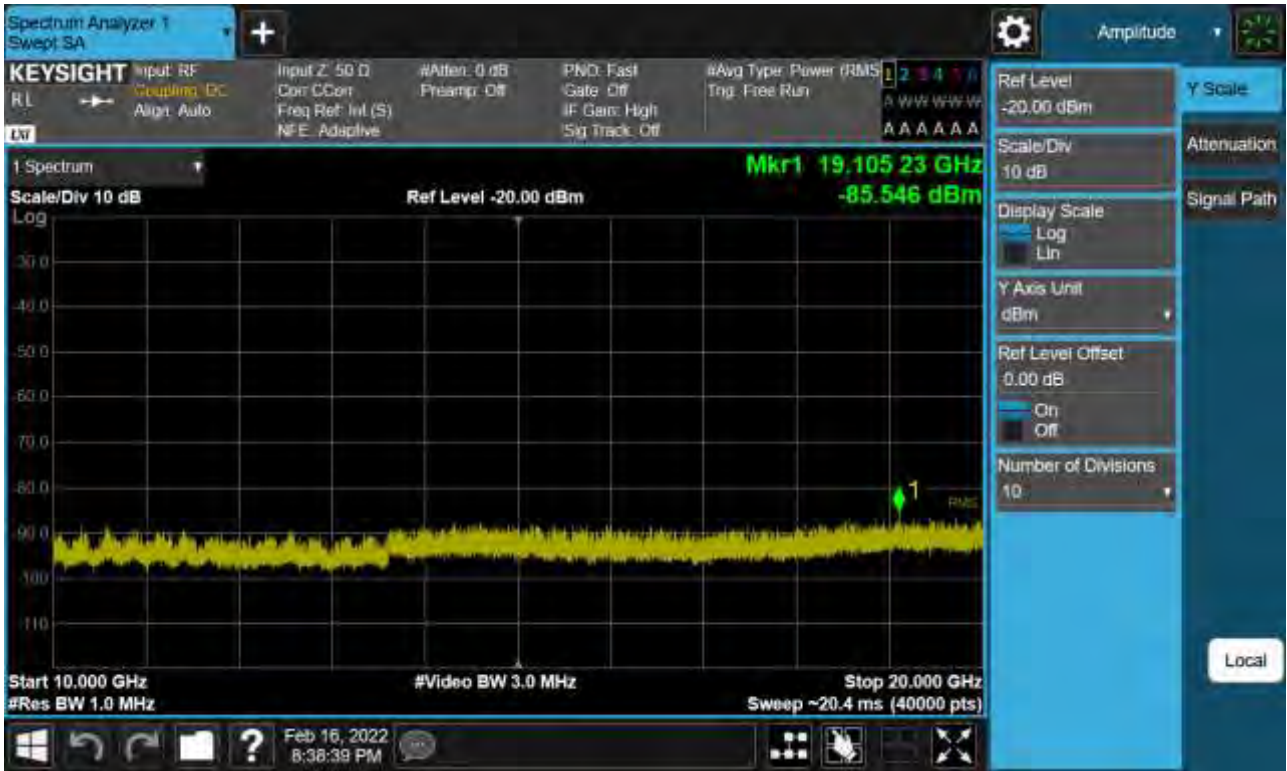 Spectrum Analyzer 1
Swept SA
Amplitude
KEYSIGHT
RL
LXI
Input: RF
Coupling: DC
Align: Auto
Input Z: 50 Ω
Corr CCorr
Freq Ref: Int (S)
NFE: Adaptive
#Atten: 0 dB
Preamp: Off
PNO: Fast
Gate: Off
IF Gain: High
Sig Track: Off
#Avg Type: Power (RMS
Trig: Free Run
1 2 3 4 5 6
A W W W W W
A A A A A A
1 Spectrum
Scale/Div 10 dB
Log
Ref Level -20.00 dBm
Mkr1 19.105 23 GHz
-85.546 dBm
-30.0
-40.0
-50.0
-60.0
-70.0
-80.0
-90.0
-100
-110
1
RMS
Start 10.000 GHz
#Res BW 1.0 MHz
#Video BW 3.0 MHz
Stop 20.000 GHz
Sweep ~20.4 ms (40000 pts)
Ref Level
-20.00 dBm
Scale/Div
10 dB
Display Scale
Log
Lin
Y Axis Unit
dBm
Ref Level Offset
0.00 dB
On
Off
Number of Divisions
10
Y Scale
Attenuation
Signal Path
Local
?
Feb 16, 2022
8:38:39 PM